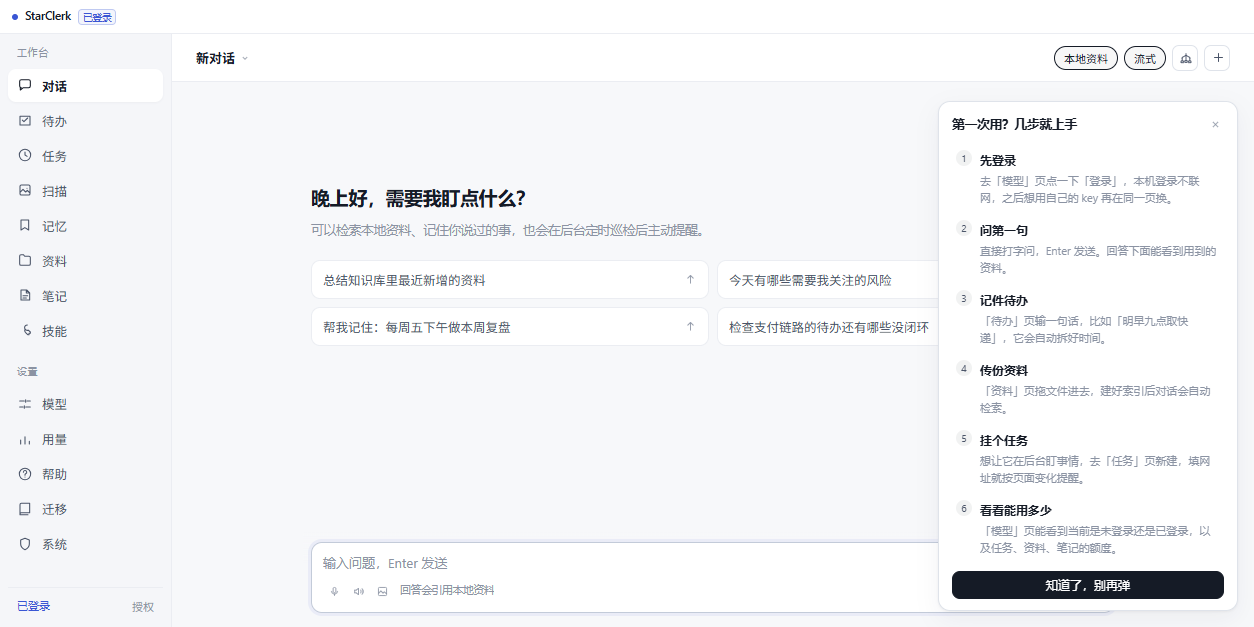 StarClerk 已登录
工作台
对话
待办
任务
扫描
记忆
资料
笔记
技能
设置
模型
用量
帮助
迁移
系统
已登录 授权
新对话
本地资料 流式
晚上好，需要我盯点什么？
可以检索本地资料、记住你说过的事，也会在后台定时巡检后主动提醒。
总结知识库里最近新增的资料
今天有哪些需要我关注的风险
帮我记住：每周五下午做本周复盘
检查支付链路的待办还有哪些没闭环
输入问题，Enter 发送
回答会引用本地资料
第一次用？几步就上手 ×
1 先登录
去「模型」页点一下「登录」，本机登录不联
网，之后想用自己的 key 再在同一页换。
2 问第一句
直接打字问，Enter 发送。回答下面能看到用到的
资料。
3 记件待办
「待办」页输一句话，比如「明早九点取快
递」，它会自动拆好时间。
4 传份资料
「资料」页拖文件进去，建好索引后对话会自动
检索。
5 挂个任务
想让它在后台盯事情，去「任务」页新建，填网
址就按页面变化提醒。
6 看看能用多少
「模型」页能看到当前是未登录还是已登录，以
及任务、资料、笔记的额度。
知道了，别再弹